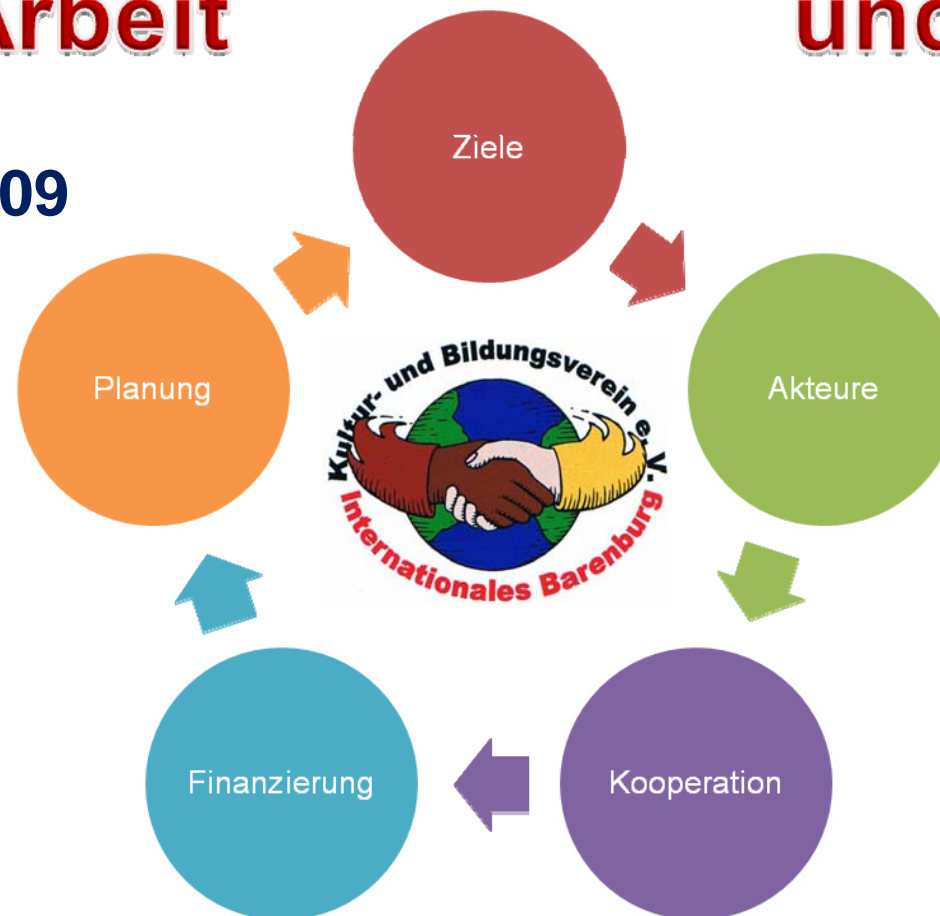 Arbeit
und
09
Ziele
Planung
Akteure
Kultur- und Bildungsverein e.V.
Internationales Barenburg
Finanzierung
Kooperation